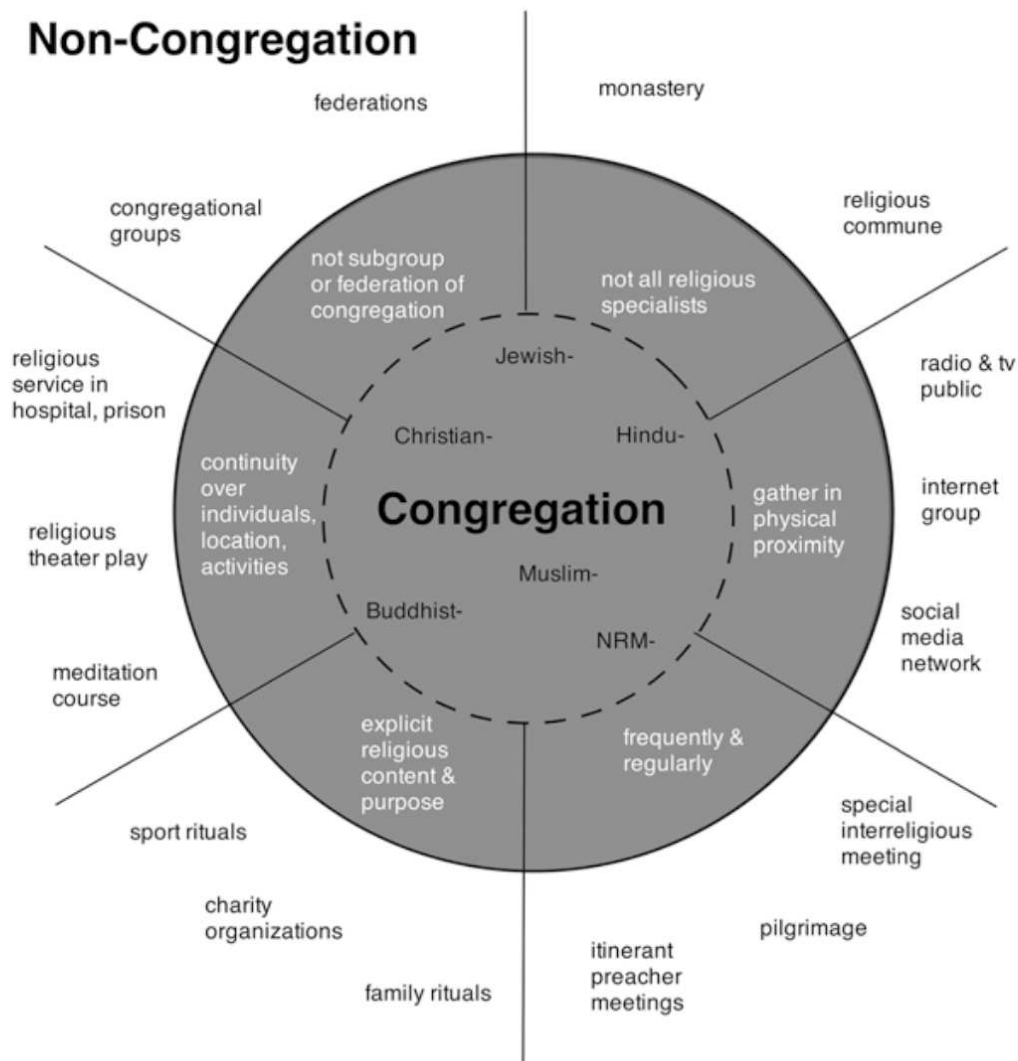 Non-Congregation
federations
monastery
congregational
groups
religious
commune
not subgroup
or federation of
congregation
not all religious
specialists
religious
service in
hospital, prison
Jewish-
radio & tv
public
Christian-
Hindu-
continuity
over
individuals,
location,
activities
Congregation
gather in
physical
proximity
internet
group
religious
theater play
Muslim-
Buddhist-
NRM-
social
media
network
meditation
course
explicit
religious
content &
purpose
frequently &
regularly
sport rituals
special
interreligious
meeting
charity
organizations
pilgrimage
family rituals
itinerant
preacher
meetings